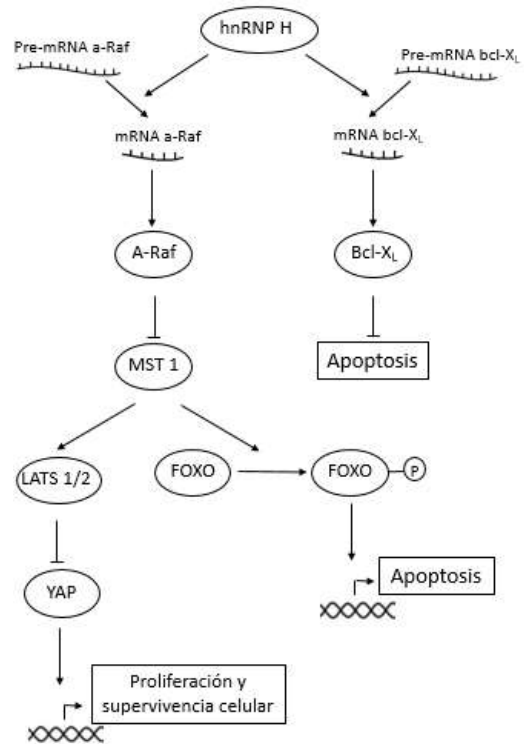 hnRNP H
Pre-mRNA a-Raf
Pre-mRNA bcl-XL
mRNA a-Raf
mRNA bcl-XL
A-Raf
Bcl-XL
MST 1
Apoptosis
LATS 1/2
FOXO
FOXO
P
YAP
Apoptosis
Proliferación y
supervivencia celular